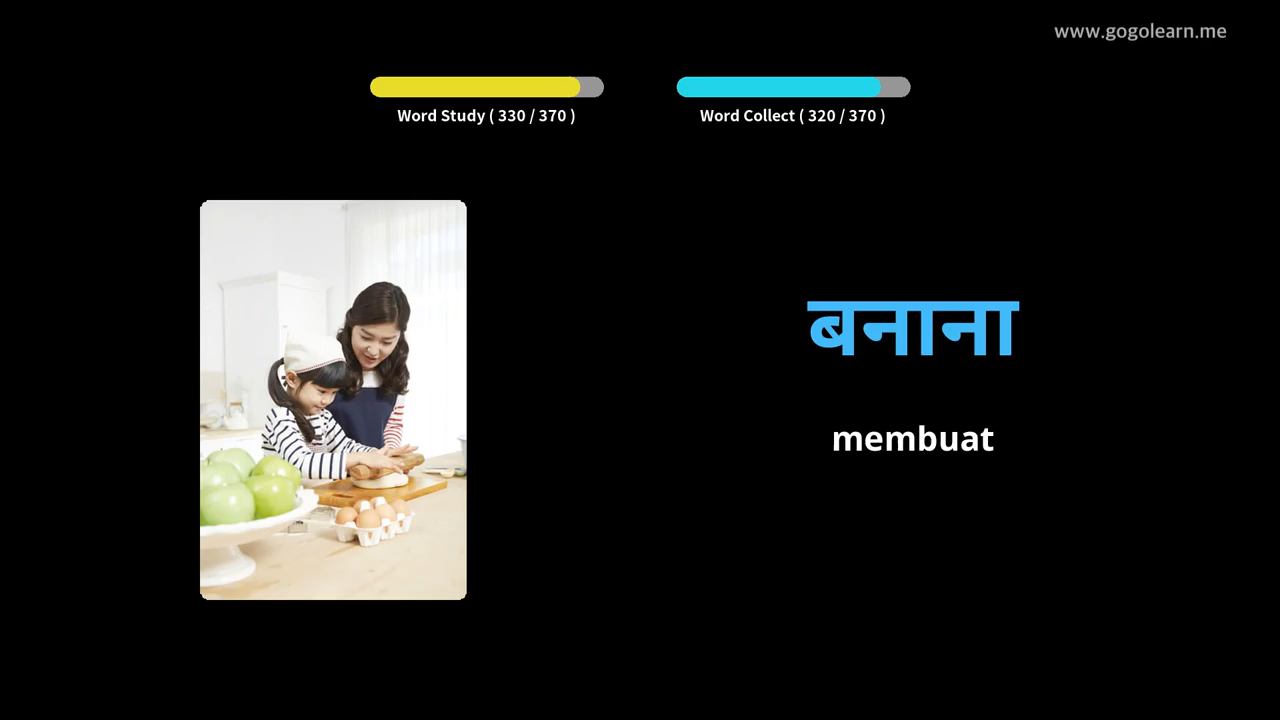 www.gogolearn.me
Word Study ( 330 / 370 )
Word Collect ( 320 / 370 )
बनाना
membuat